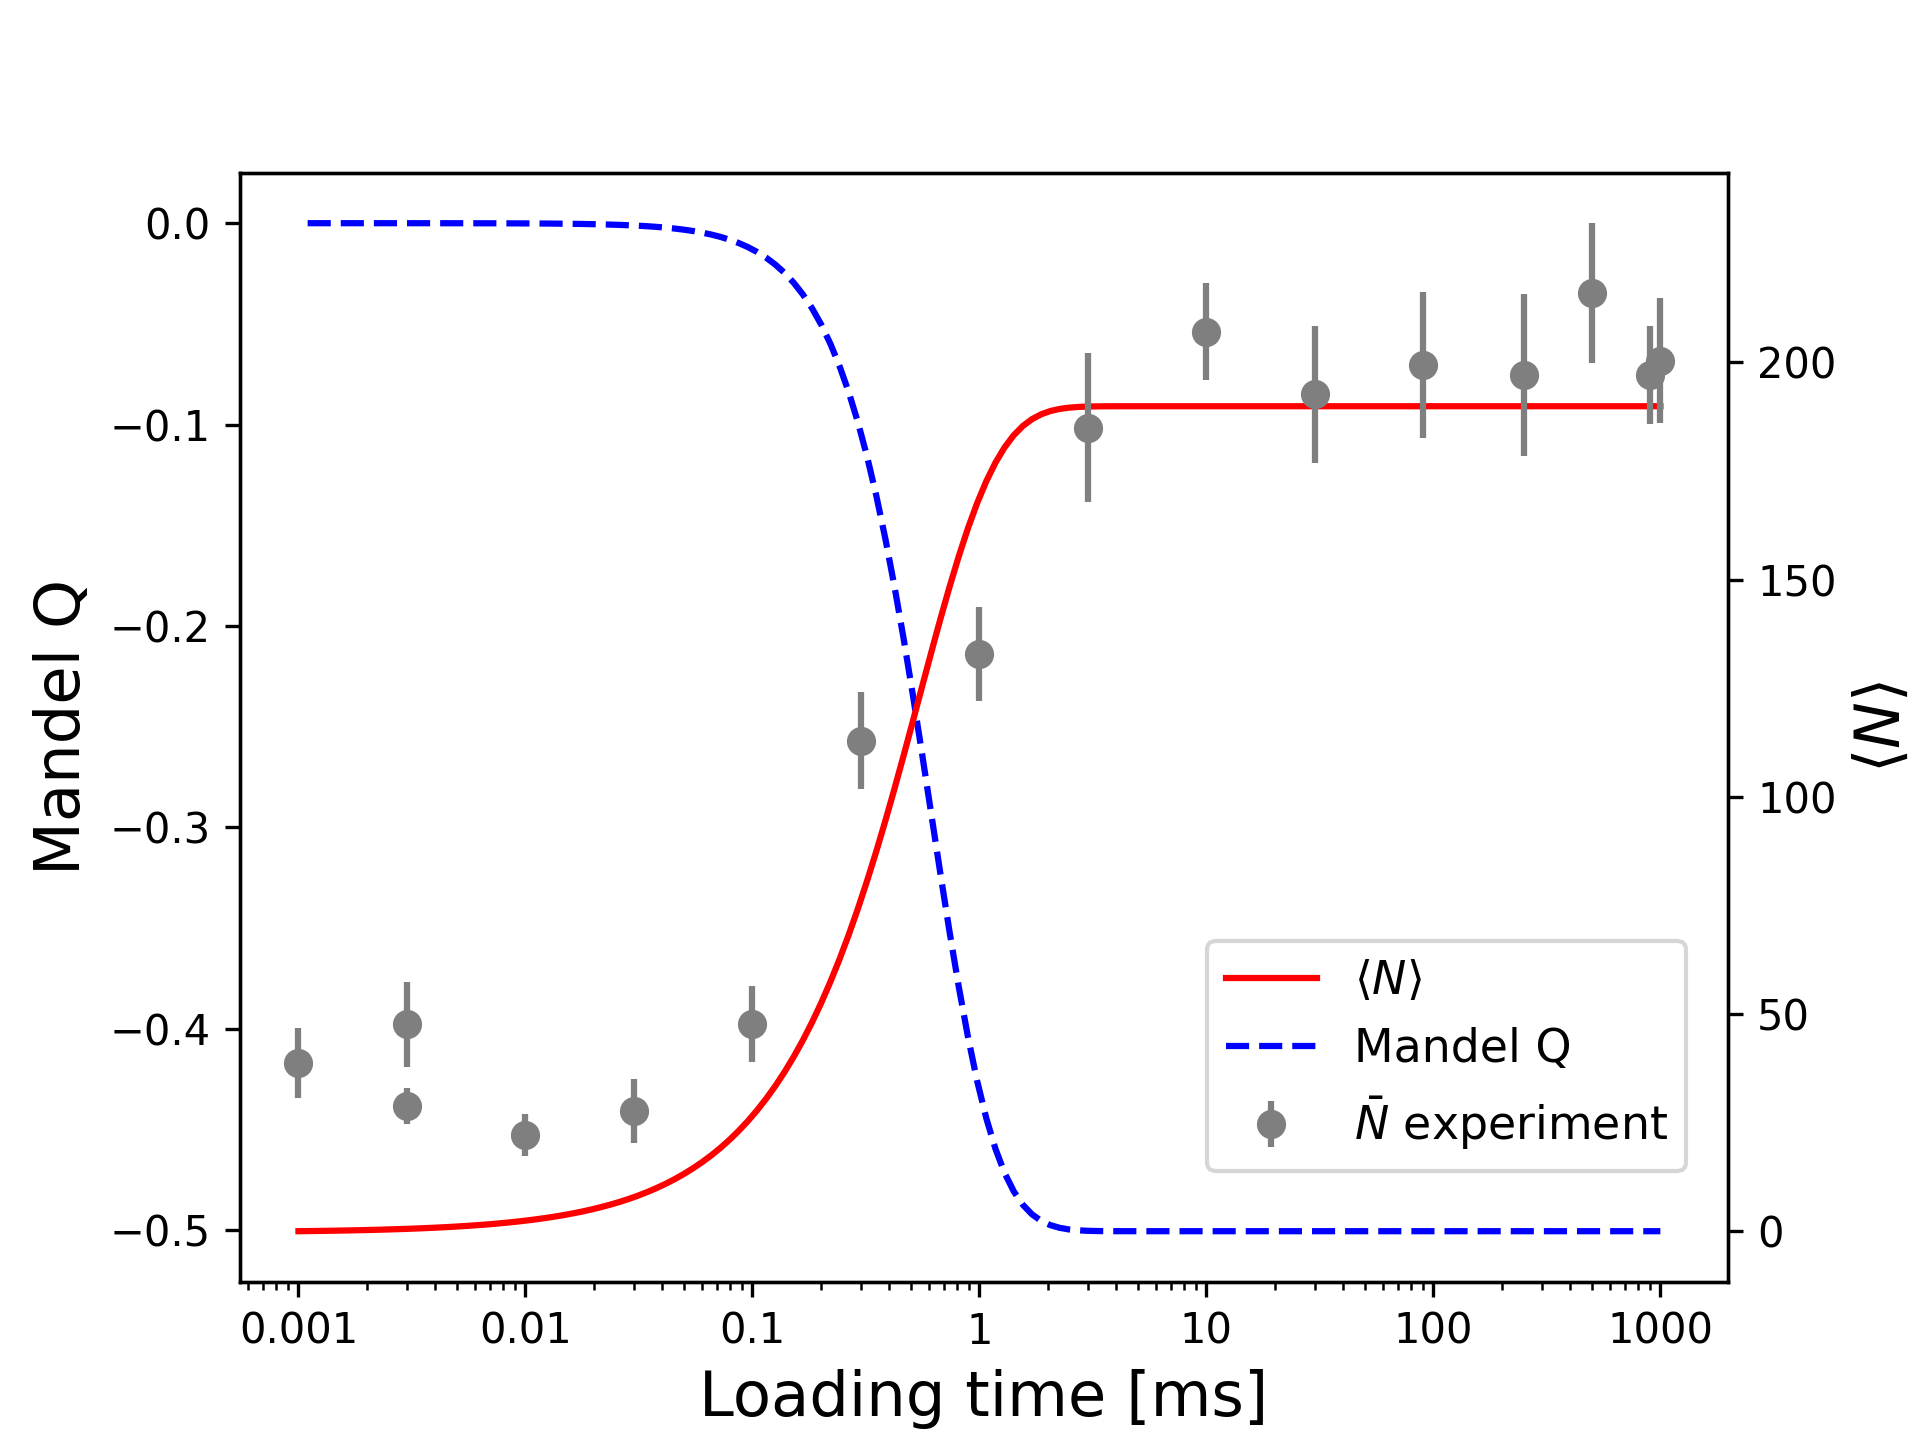 0.0
−0.1
−0.2
−0.3
−0.4
−0.5
Mandel Q
200
150
100
50
0
⟨N⟩
⟨N⟩
Mandel Q
N̄ experiment
0.001 0.01 0.1 1 10 100 1000
Loading time [ms]